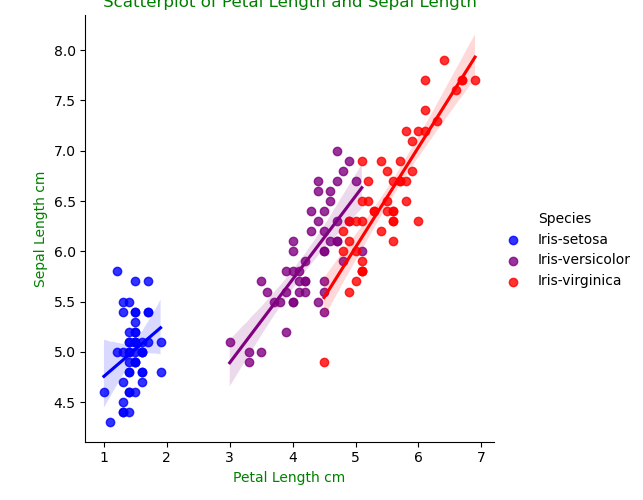 Scatterplot of Petal Length and Sepal Length
8.0
7.5
7.0
6.5
6.0
5.5
5.0
4.5
Sepal Length cm
1
2
3
4
5
6
7
Petal Length cm
Species
Iris-setosa
Iris-versicolor
Iris-virginica